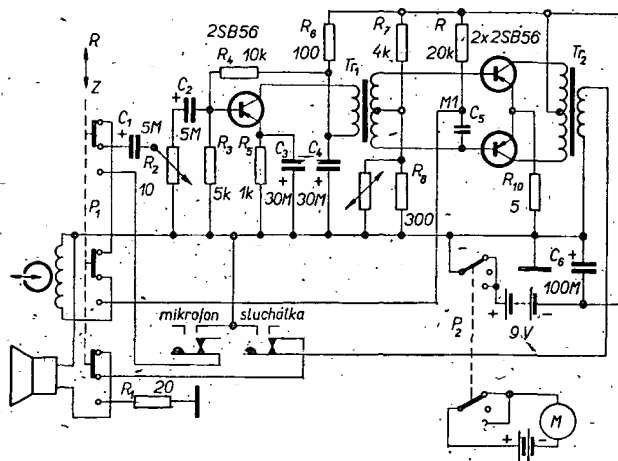 R
Z
2SB56
R6
100
R4 10k
Tr1
R7
4k
R
20k
2x2SB56
Tr2
C1
+
5M
C2
+
5M
R2
10
R3
5k
R5
1k
C3
+
30M
C4
+
30M
M1
C5
R8
300
R10
5
P1
C6
+
100M
mikrofon
sluchátka
P2
+
-
9V
R1
20
M
+
-